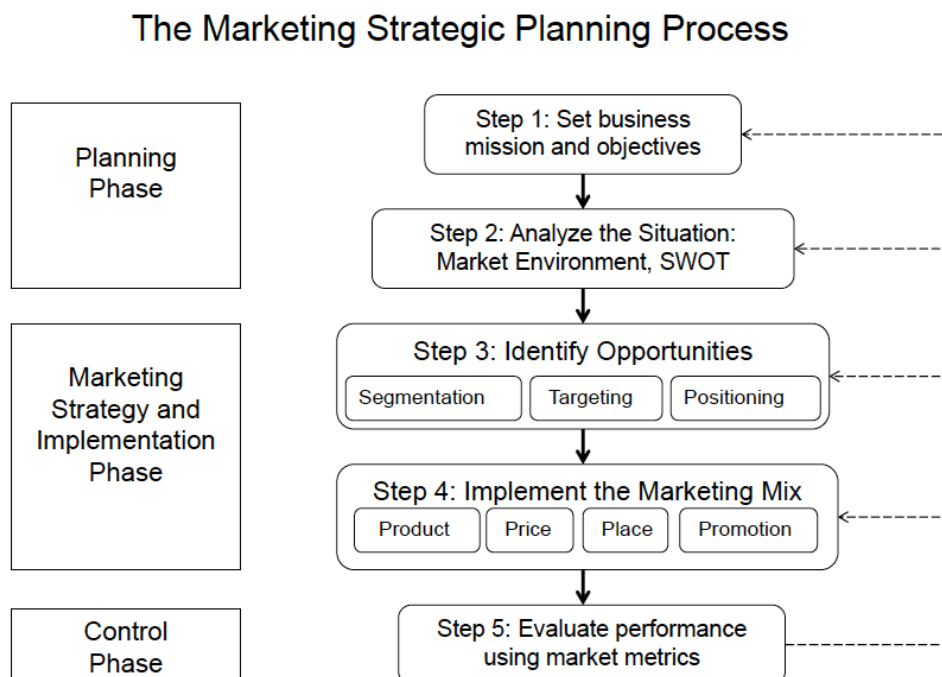 The Marketing Strategic Planning Process
Planning
Phase
Step 1: Set business
mission and objectives
Step 2: Analyze the Situation:
Market Environment, SWOT
Marketing
Strategy and
Implementation
Phase
Step 3: Identify Opportunities
Segmentation
Targeting
Positioning
Step 4: Implement the Marketing Mix
Product
Price
Place
Promotion
Control
Phase
Step 5: Evaluate performance
using market metrics